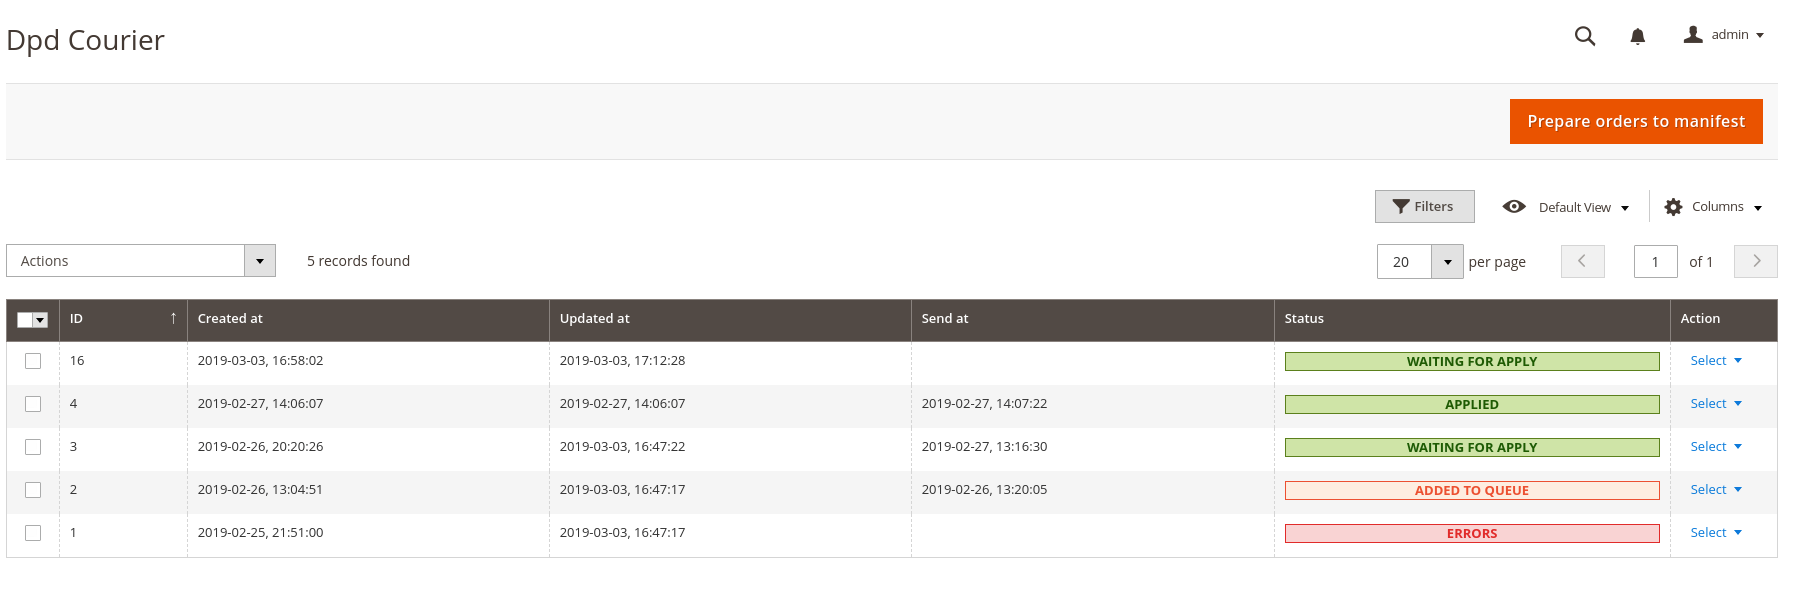 Dpd Courier
admin
Prepare orders to manifest
Filters Default View Columns
Actions 5 records found 20 per page 1 of 1
ID ↑ Created at Updated at Send at Status Action
16 2019-03-03, 16:58:02 2019-03-03, 17:12:28 WAITING FOR APPLY Select
4 2019-02-27, 14:06:07 2019-02-27, 14:06:07 2019-02-27, 14:07:22 APPLIED Select
3 2019-02-26, 20:20:26 2019-03-03, 16:47:22 2019-02-27, 13:16:30 WAITING FOR APPLY Select
2 2019-02-26, 13:04:51 2019-03-03, 16:47:17 2019-02-26, 13:20:05 ADDED TO QUEUE Select
1 2019-02-25, 21:51:00 2019-03-03, 16:47:17 ERRORS Select